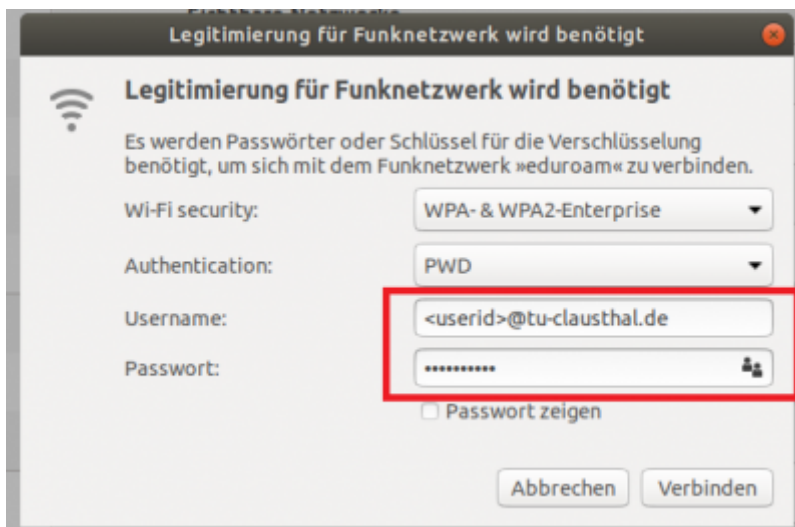 Legitimierung für Funknetzwerk wird benötigt
Legitimierung für Funknetzwerk wird benötigt
Es werden Passwörter oder Schlüssel für die Verschlüsselung
benötigt, um sich mit dem Funknetzwerk »eduroam« zu verbinden.
Wi-Fi security: WPA- & WPA2-Enterprise
Authentication: PWD
Username: <userid>@tu-clausthal.de
Passwort: ••••••••••
Passwort zeigen
Abbrechen Verbinden